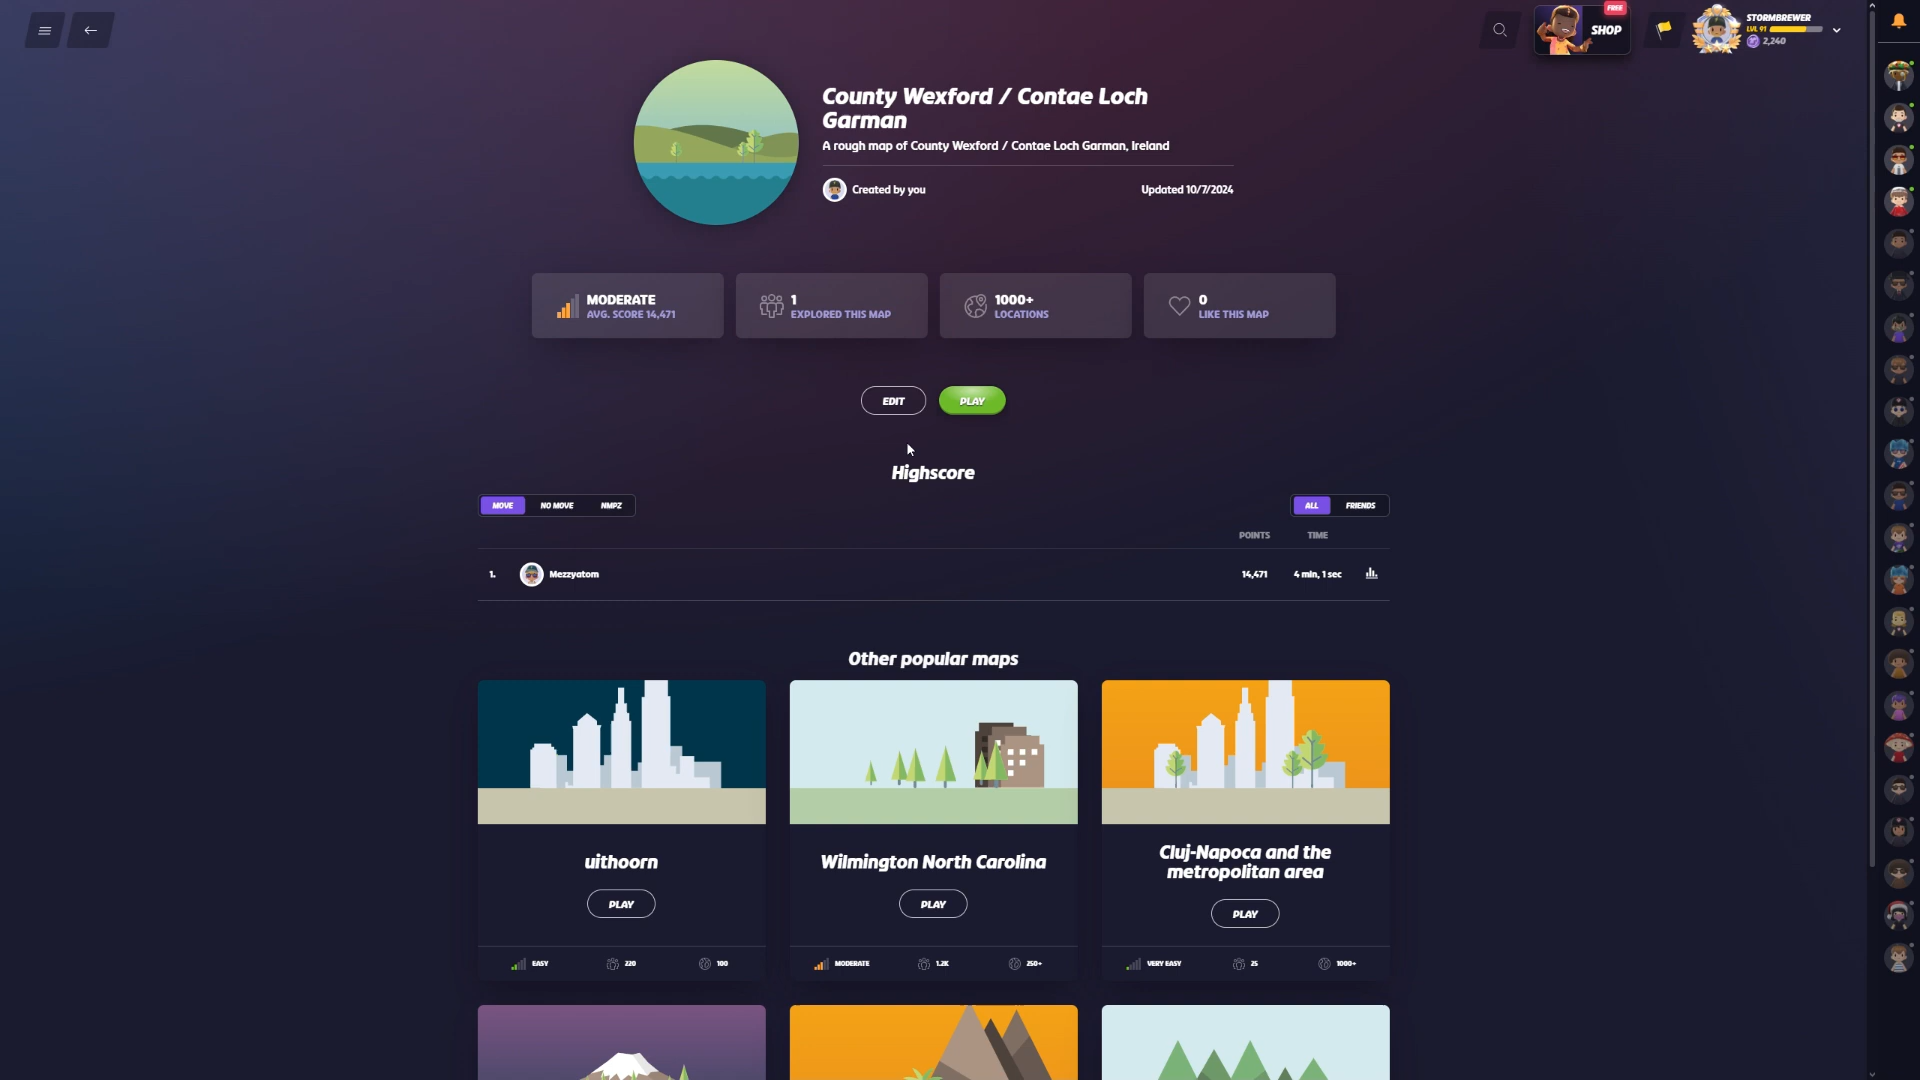 FREE
SHOP
STORMBREWER
LVL 91
2,240
County Wexford / Contae Loch
Garman
A rough map of County Wexford / Contae Loch Garman, Ireland
Created by you
Updated 10/7/2024
MODERATE
AVG. SCORE 14,471
1
EXPLORED THIS MAP
1000+
LOCATIONS
0
LIKE THIS MAP
EDIT
PLAY
Highscore
MOVE
NO MOVE
NMPZ
ALL
FRIENDS
POINTS
TIME
1.
Mezzyatom
14,471
4 min, 1 sec
Other popular maps
uithoorn
PLAY
EASY
220
100
Wilmington North Carolina
PLAY
MODERATE
1.2K
250+
Cluj-Napoca and the
metropolitan area
PLAY
VERY EASY
25
1000+